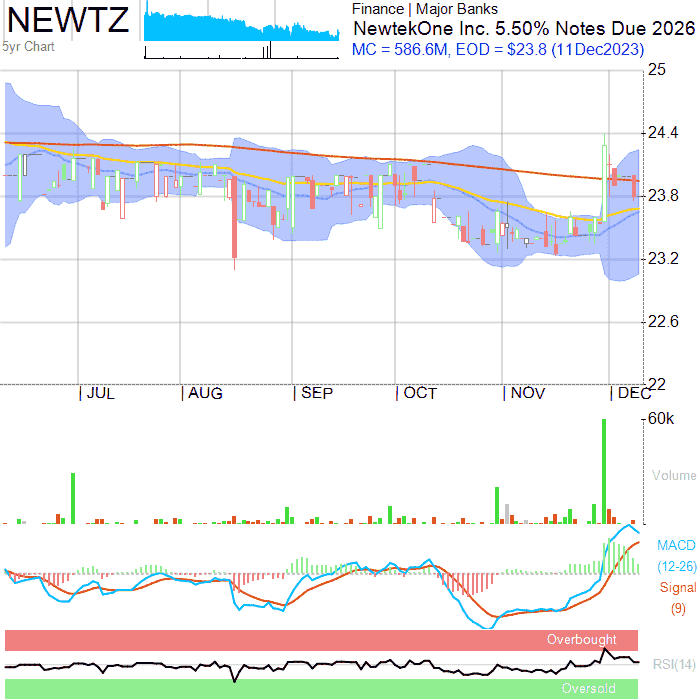 NEWTZ
5yr Chart
Finance | Major Banks
NewtekOne Inc. 5.50% Notes Due 2026
MC = 586.6M, EOD = $23.8 (11Dec2023)
25
24.4
23.8
23.2
22.6
22
JUL
AUG
SEP
OCT
NOV
DEC
60k
Volume
MACD
(12-26)
Signal
(9)
Overbought
RSI(14)
Oversold